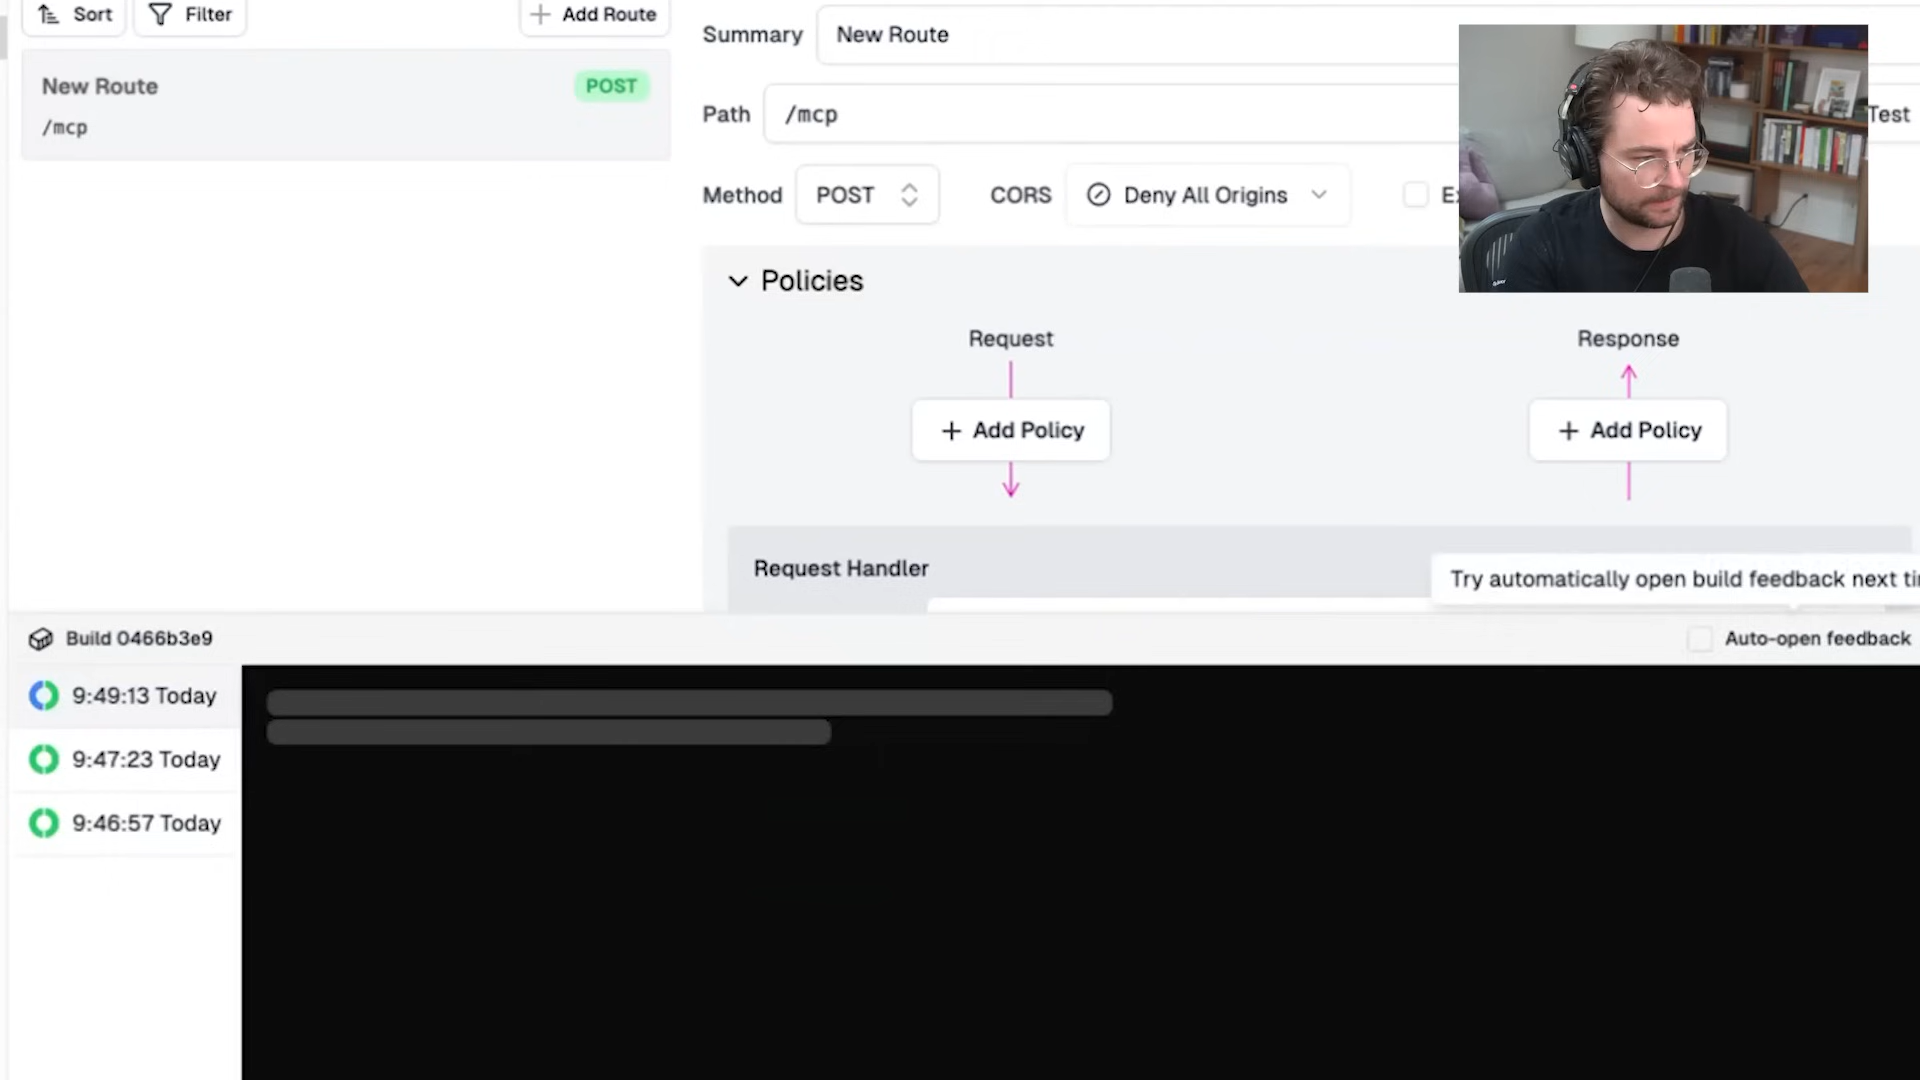 Sort
Filter
Add Route
New Route
POST
/mcp
Summary
New Route
Path
/mcp
Test
Method
POST
CORS
Deny All Origins
Policies
Request
Add Policy
Response
Add Policy
Request Handler
Try automatically open build feedback next
Build 0466b3e9
Auto-open feedback
9:49:13 Today
9:47:23 Today
9:46:57 Today